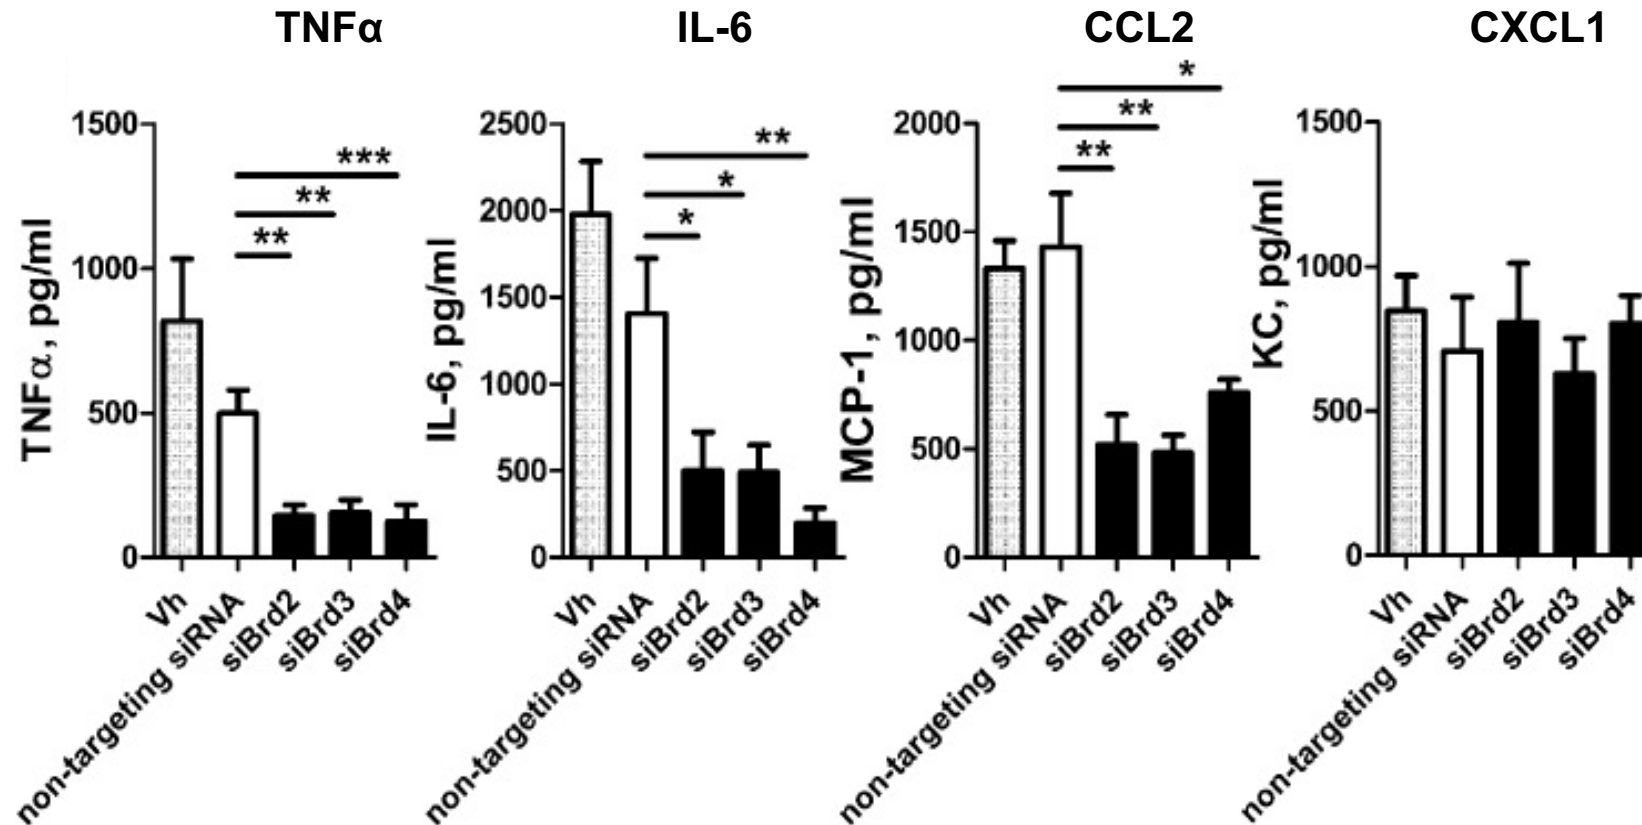 TNFα
IL-6
CCL2
CXCL1
TNFα, pg/ml
1500
1000
500
0
***
**
**
Vh
non-targeting siRNA
siBrd2
siBrd3
siBrd4
IL-6, pg/ml
2500
2000
1500
1000
500
0
**
*
*
Vh
non-targeting siRNA
siBrd2
siBrd3
siBrd4
MCP-1, pg/ml
2000
1500
1000
500
0
*
**
**
Vh
non-targeting siRNA
siBrd2
siBrd3
siBrd4
KC, pg/ml
1500
1000
500
0
Vh
non-targeting siRNA
siBrd2
siBrd3
siBrd4